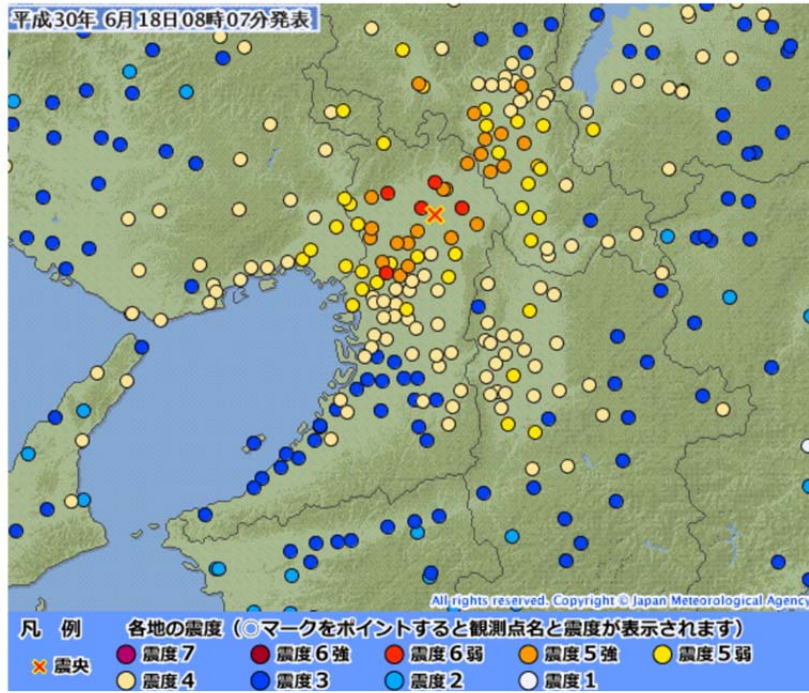 平成30年 6月18日08時07分発表
All rights reserved. Copyright © Japan Meteorological Agency
凡 例 各地の震度(○マークをポイントすると観測点名と震度が表示されます)
震央 震度7 震度6強 震度6弱 震度5強 震度5弱
震度4 震度3 震度2 震度1